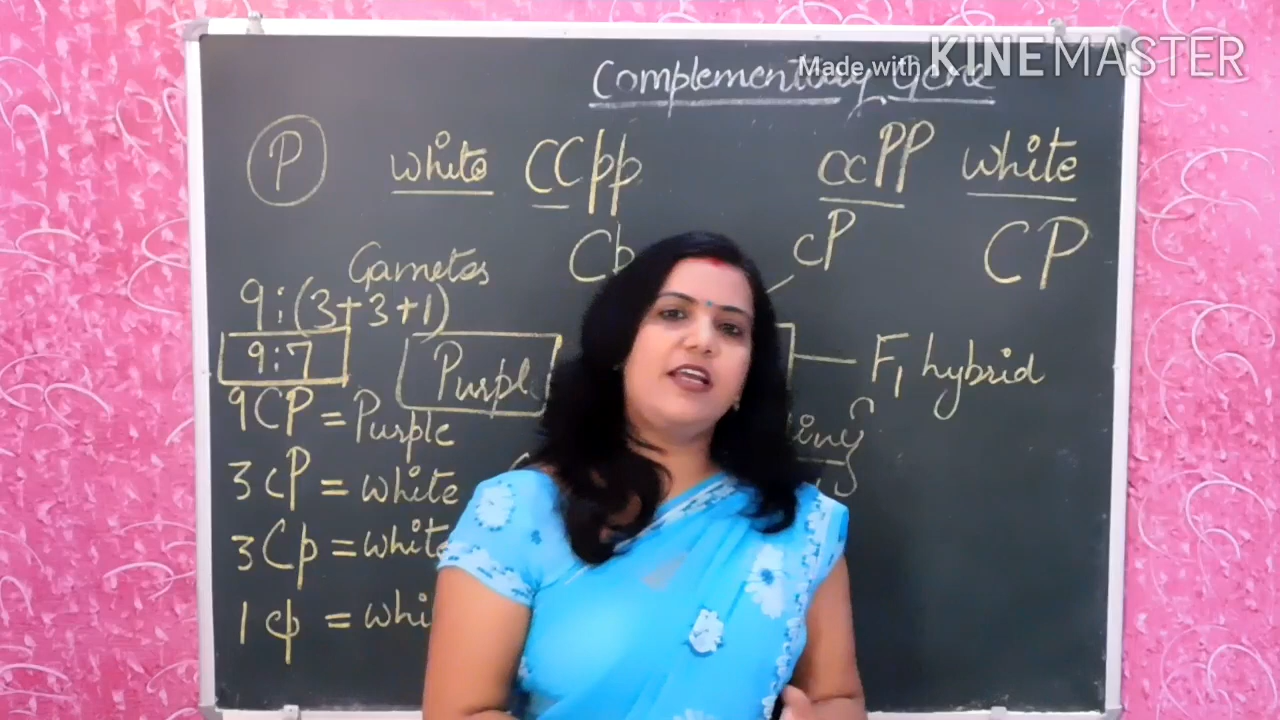 Made with KINEMASTER
Complementary gene
P white CCpp ccPP white
Gametes Cp cP CP
9:(3+3+1)
9:7 Purple F1 hybrid
9CP = Purple
3cP = white
3Cp = white
1cp =